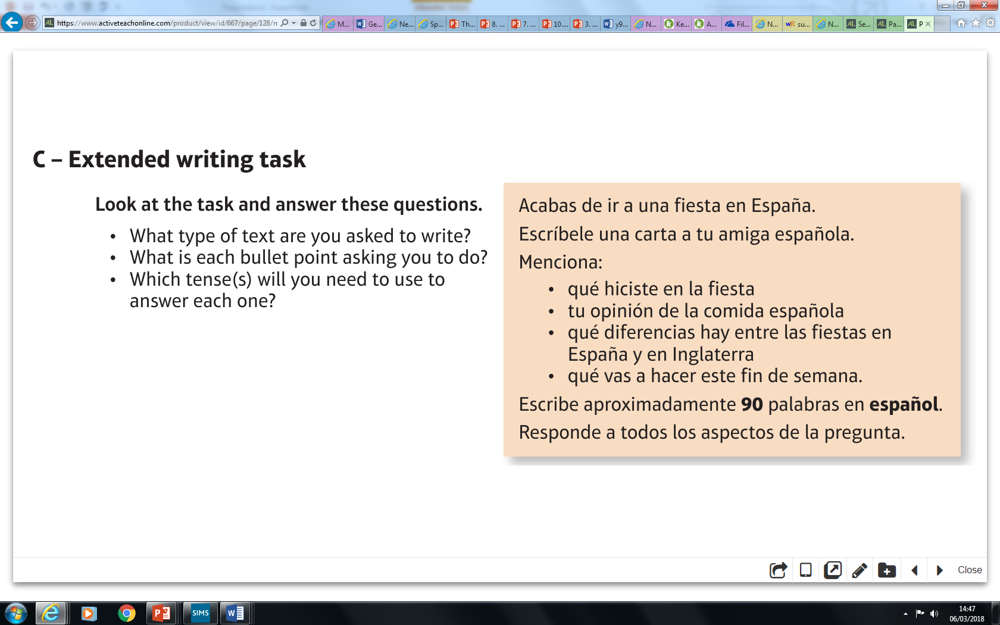 https://www.activeteachonline.com/product/view/id/667/page/128/n
M...
Ge...
Ne...
Sp...
Th...
8. ...
7. ...
10....
3. ...
y9...
N...
Ke...
A...
Fil...
N...
su...
N...
Se...
Pa...
P
C – Extended writing task
Look at the task and answer these questions.
• What type of text are you asked to write?
• What is each bullet point asking you to do?
• Which tense(s) will you need to use to
answer each one?
Acabas de ir a una fiesta en España.
Escríbele una carta a tu amiga española.
Menciona:
• qué hiciste en la fiesta
• tu opinión de la comida española
• qué diferencias hay entre las fiestas en
España y en Inglaterra
• qué vas a hacer este fin de semana.
Escribe aproximadamente 90 palabras en español.
Responde a todos los aspectos de la pregunta.
Close
SIMS
14:47
06/03/2018